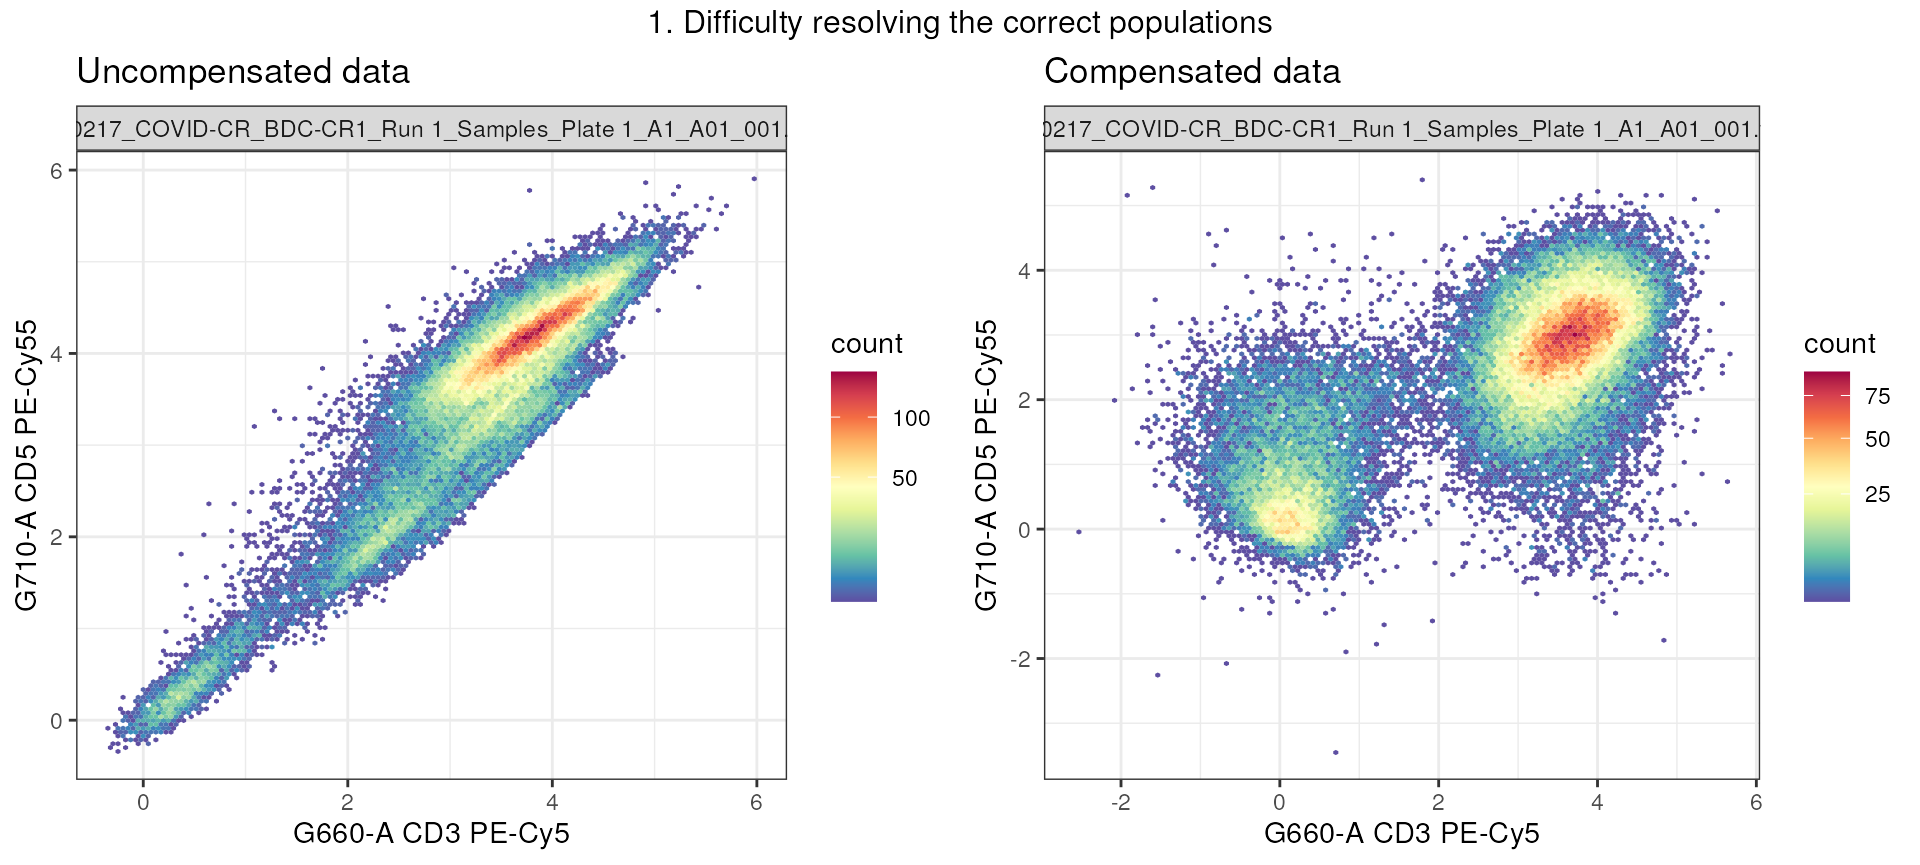 1. Difficulty resolving the correct populations
Uncompensated data
0217_COVID-CR_BDC-CR1_Run 1_Samples_Plate 1_A1_A01_001.
G710-A CD5 PE-Cy55
6
4
2
0
0 2 4 6
G660-A CD3 PE-Cy5
count
100
50
Compensated data
0217_COVID-CR_BDC-CR1_Run 1_Samples_Plate 1_A1_A01_001.
G710-A CD5 PE-Cy55
4
2
0
-2
-2 0 2 4 6
G660-A CD3 PE-Cy5
count
75
50
25